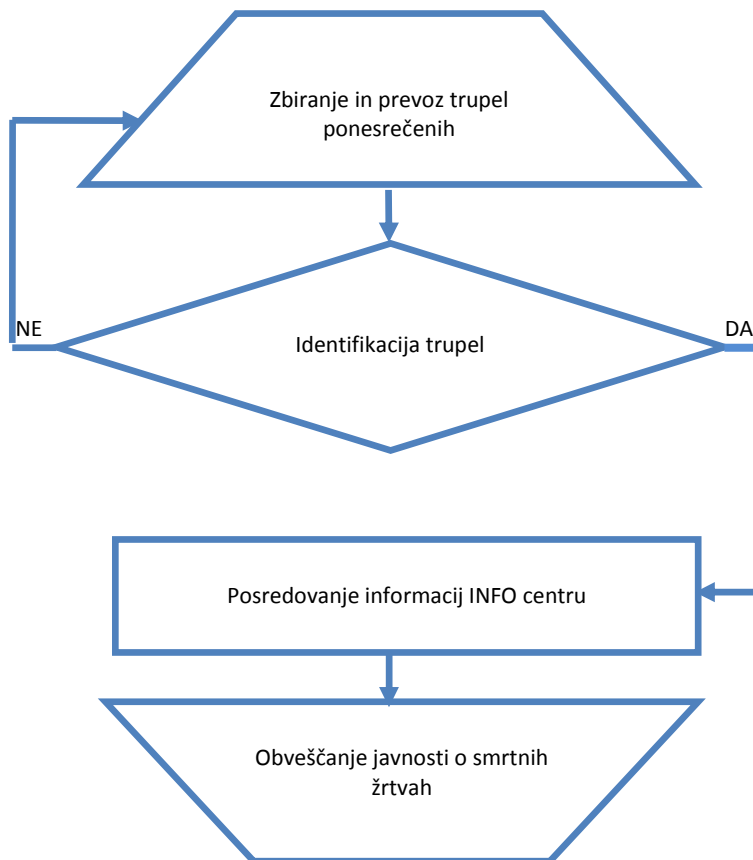 Zbiranje in prevoz trupel
ponesrečenih
NE
Identifikacija trupel
DA
Posredovanje informacij INFO centru
Obveščanje javnosti o smrtnih
žrtvah